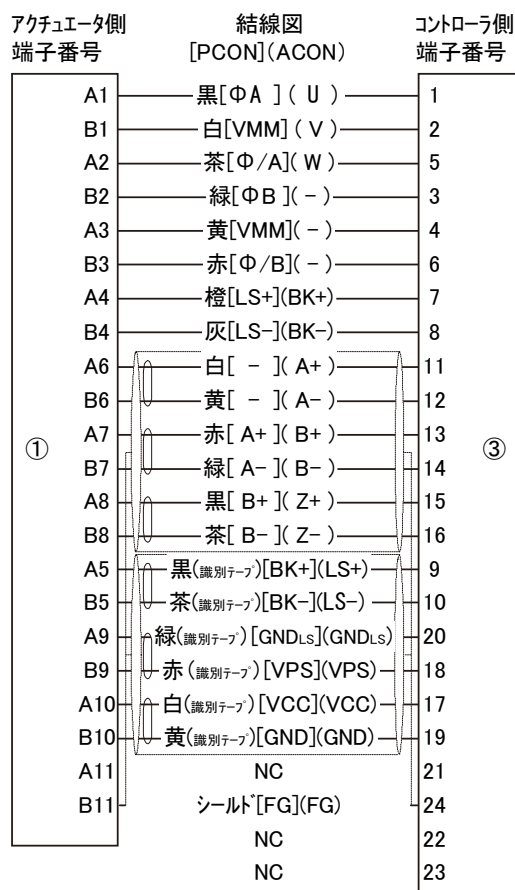 アクチュエータ側 結線図 コントローラ側
端子番号 [PCON](ACON) 端子番号
A1 黒[ΦA ]( U ) 1
B1 白[VMM]( V ) 2
A2 茶[Φ/A]( W ) 5
B2 緑[ΦB ]( - ) 3
A3 黄[VMM]( - ) 4
B3 赤[Φ/B]( - ) 6
A4 橙[LS+](BK+) 7
B4 灰[LS-](BK-) 8
A6 白[ - ]( A+ ) 11
B6 黄[ - ]( A- ) 12
A7 赤[ A+ ]( B+ ) 13
① ③
B7 緑[ A- ]( B- ) 14
A8 黒[ B+ ]( Z+ ) 15
B8 茶[ B- ]( Z- ) 16
A5 黒(識別テープ)[BK+](LS+) 9
B5 茶(識別テープ)[BK-](LS-) 10
A9 緑(識別テープ)[GNDLS](GNDLS) 20
B9 赤(識別テープ)[VPS](VPS) 18
A10 白(識別テープ)[VCC](VCC) 17
B10 黄(識別テープ)[GND](GND) 19
A11 NC 21
B11 シールド[FG](FG) 24
NC 22
NC 23